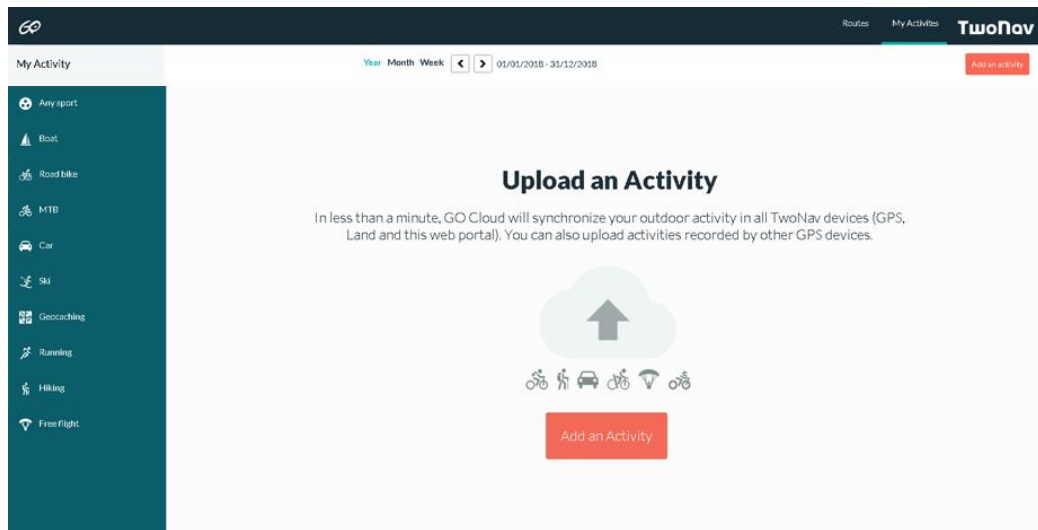 GO
Routes
My Activites
TwoNav
My Activity
Year Month Week
01/01/2018 - 31/12/2018
Add an activity
Any sport
Boat
Road bike
MTB
Car
Ski
Geocaching
Running
Hiking
Free flight
Upload an Activity
In less than a minute, GO Cloud will synchronize your outdoor activity in all TwoNav devices (GPS,
Land and this web portal). You can also upload activities recorded by other GPS devices.
Add an Activity